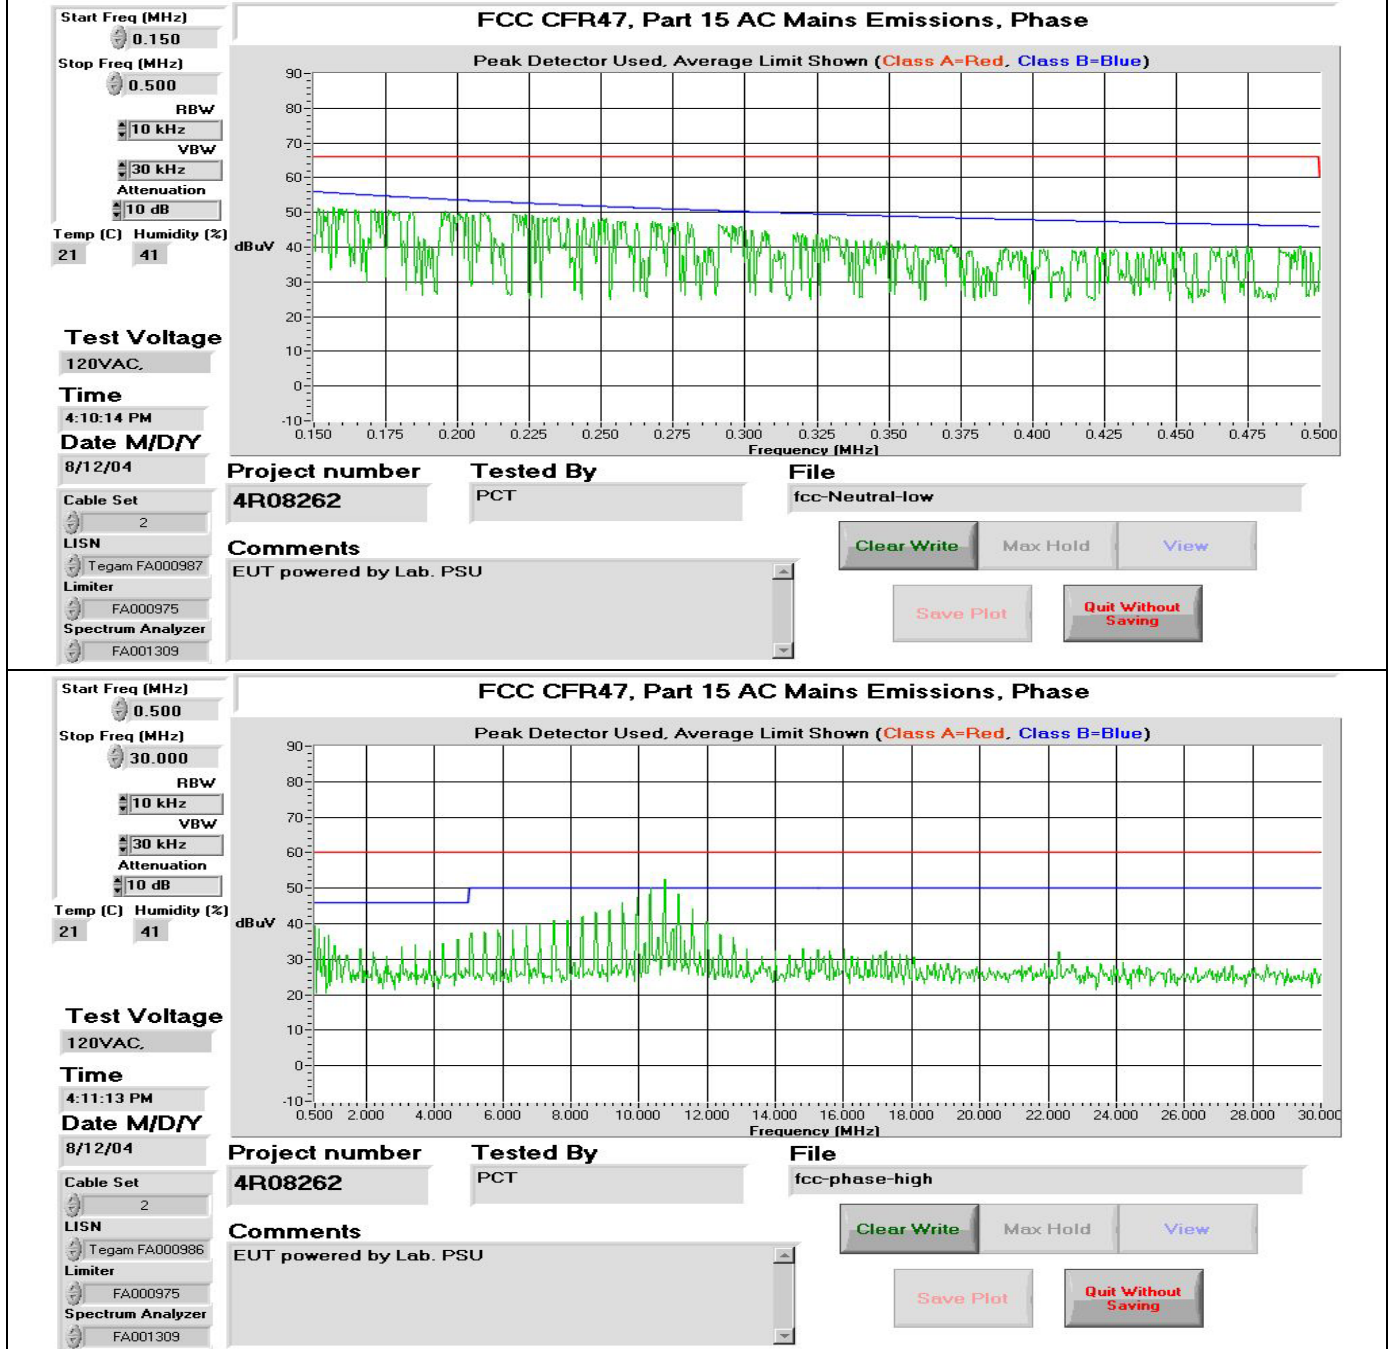 Start Freq (MHz)
0.150
Stop Freq (MHz)
0.500
RBW
10 kHz
VBW
30 kHz
Attenuation
10 dB
Temp (C) Humidity (%)
21 41
Test Voltage
120VAC,
Time
4:10:14 PM
Date M/D/Y
8/12/04
Cable Set
2
LISN
Tegam FA000987
Limiter
FA000975
Spectrum Analyzer
FA001309
FCC CFR47, Part 15 AC Mains Emissions, Phase
Peak Detector Used, Average Limit Shown (Class A=Red, Class B=Blue)
90
80
70
60
50
dBuV 40
30
20
10
0
-10
0.150 0.175 0.200 0.225 0.250 0.275 0.300 0.325 0.350 0.375 0.400 0.425 0.450 0.475 0.500
Frequency (MHz)
Project number
4R08262
Tested By
PCT
File
fcc-Neutral-low
Comments
EUT powered by Lab. PSU
Clear Write Max Hold View
Save Plot Quit Without
Saving
Start Freq (MHz)
0.500
Stop Freq (MHz)
30.000
RBW
10 kHz
VBW
30 kHz
Attenuation
10 dB
Temp (C) Humidity (%)
21 41
Test Voltage
120VAC,
Time
4:11:13 PM
Date M/D/Y
8/12/04
Cable Set
2
LISN
Tegam FA000986
Limiter
FA000975
Spectrum Analyzer
FA001309
FCC CFR47, Part 15 AC Mains Emissions, Phase
Peak Detector Used, Average Limit Shown (Class A=Red, Class B=Blue)
90
80
70
60
50
dBuV 40
30
20
10
0
-10
0.500 2.000 4.000 6.000 8.000 10.000 12.000 14.000 16.000 18.000 20.000 22.000 24.000 26.000 28.000 30.000
Frequency (MHz)
Project number
4R08262
Tested By
PCT
File
fcc-phase-high
Comments
EUT powered by Lab. PSU
Clear Write Max Hold View
Save Plot Quit Without
Saving